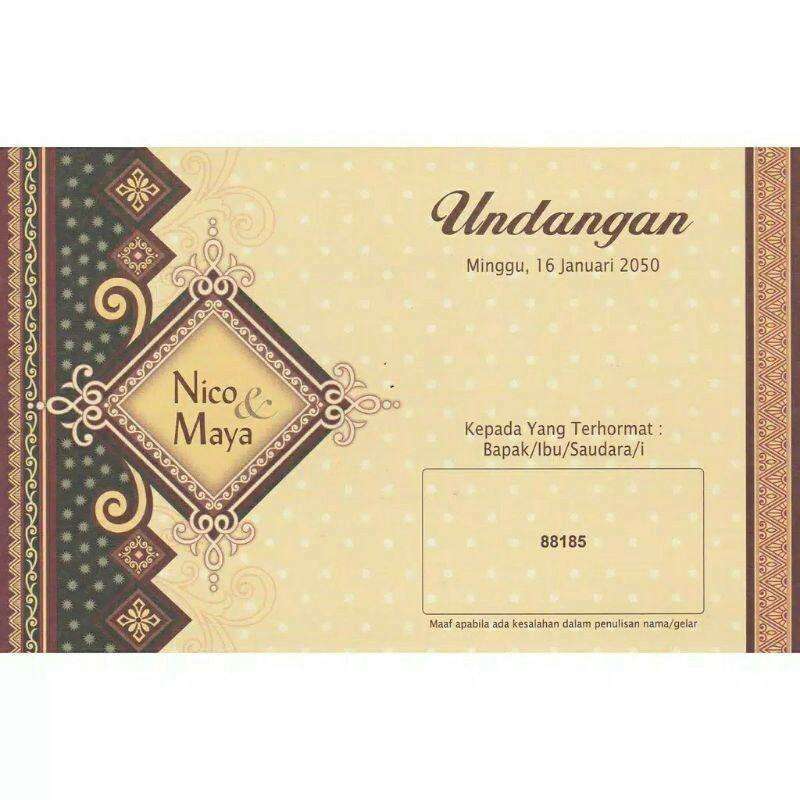 Undangan
Minggu, 16 Januari 2050
Nico
&
Maya
Kepada Yang Terhormat :
Bapak/Ibu/Saudara/i
88185
Maaf apabila ada kesalahan dalam penulisan nama/gelar